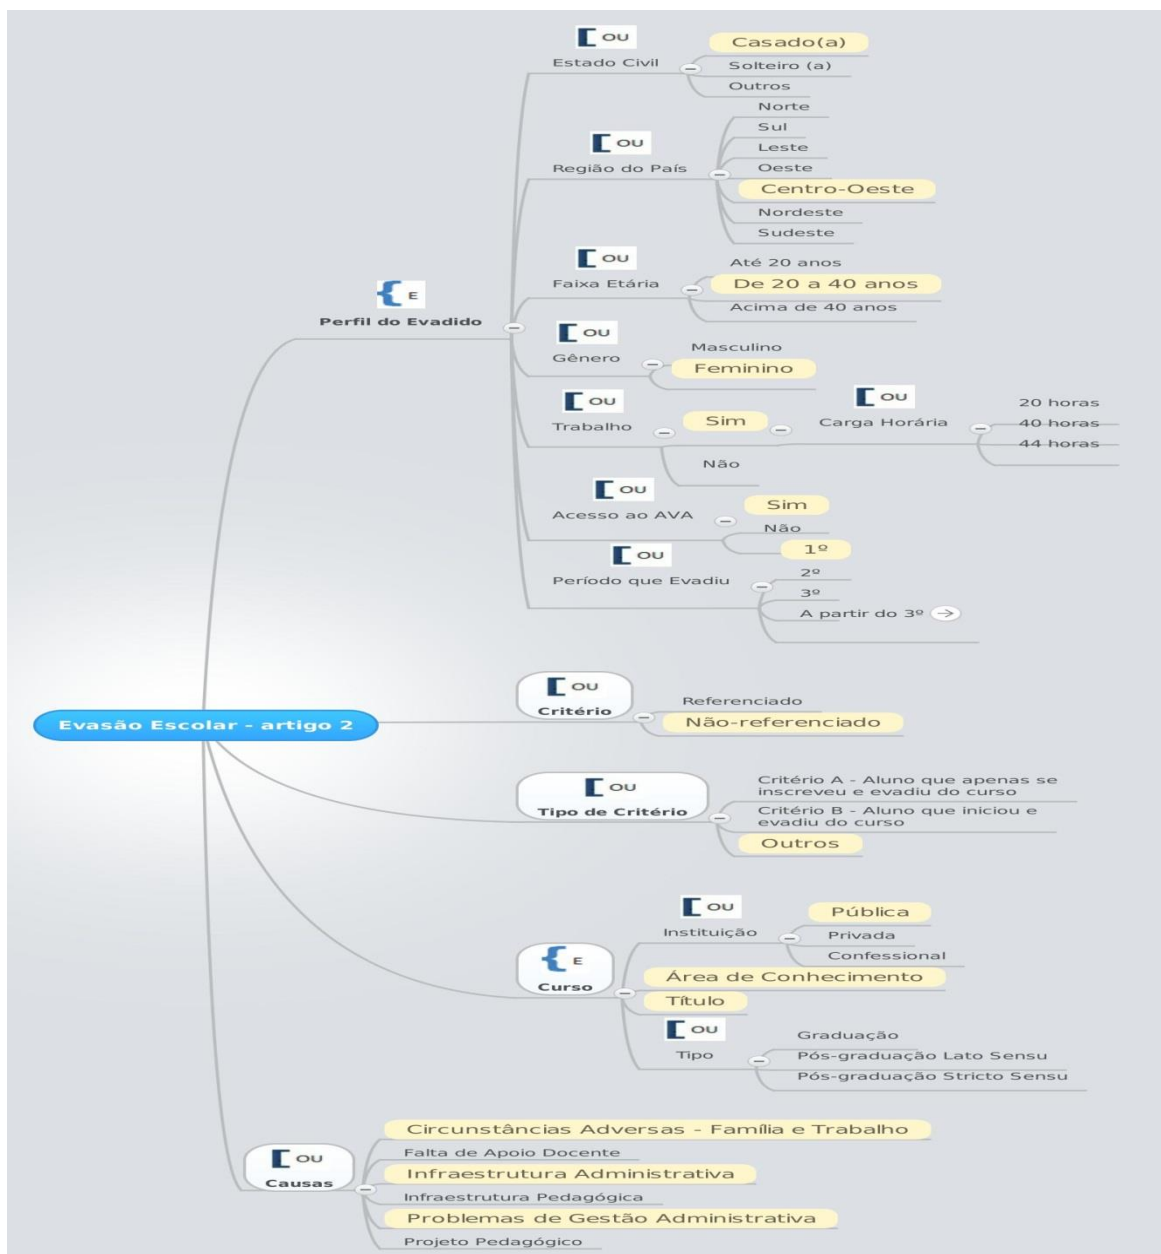 OU
Estado Civil
Casado(a)
Solteiro (a)
Outros
OU
Região do País
Norte
Sul
Leste
Oeste
Centro-Oeste
Nordeste
Sudeste
OU
Faixa Etária
Até 20 anos
De 20 a 40 anos
Acima de 40 anos
E
Perfil do Evadido
OU
Gênero
Masculino
Feminino
OU
Trabalho
Sim
OU
Carga Horária
20 horas
40 horas
44 horas
Não
OU
Acesso ao AVA
Sim
Não
OU
Período que Evadiu
1º
2º
3º
A partir do 3º
Evasão Escolar - artigo 2
OU
Critério
Referenciado
Não-referenciado
OU
Tipo de Critério
Critério A - Aluno que apenas se
inscreveu e evadiu do curso
Critério B - Aluno que iniciou e
evadiu do curso
Outros
E
Curso
OU
Instituição
Pública
Privada
Confessional
Área de Conhecimento
Título
OU
Tipo
Graduação
Pós-graduação Lato Sensu
Pós-graduação Stricto Sensu
OU
Causas
Circunstâncias Adversas - Família e Trabalho
Falta de Apoio Docente
Infraestrutura Administrativa
Infraestrutura Pedagógica
Problemas de Gestão Administrativa
Projeto Pedagógico